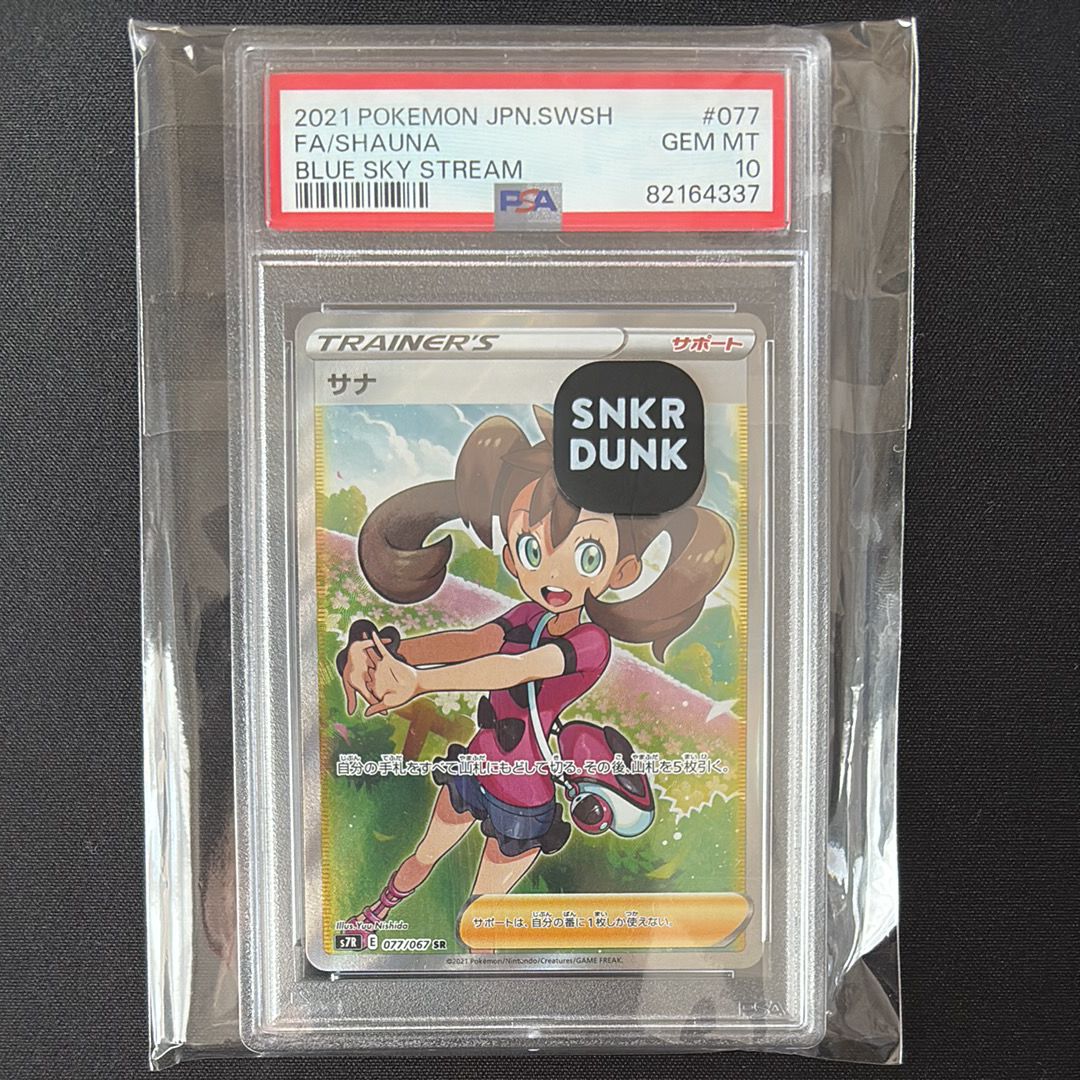 2021 POKEMON JPN.SWSH #077
FA/SHAUNA GEM MT
BLUE SKY STREAM 10
PSA 82164337
TRAINER'S サポート
サナ
SNKR
DUNK
自分の手札をすべて山札にもどして切る。その後、山札を5枚引く。
サポートは、自分の番に1枚しか使えない。
Illus. Yuu Nishida
s7R E 077/067 SR
©2021 Pokémon/Nintendo/Creatures/GAME FREAK.
PSA